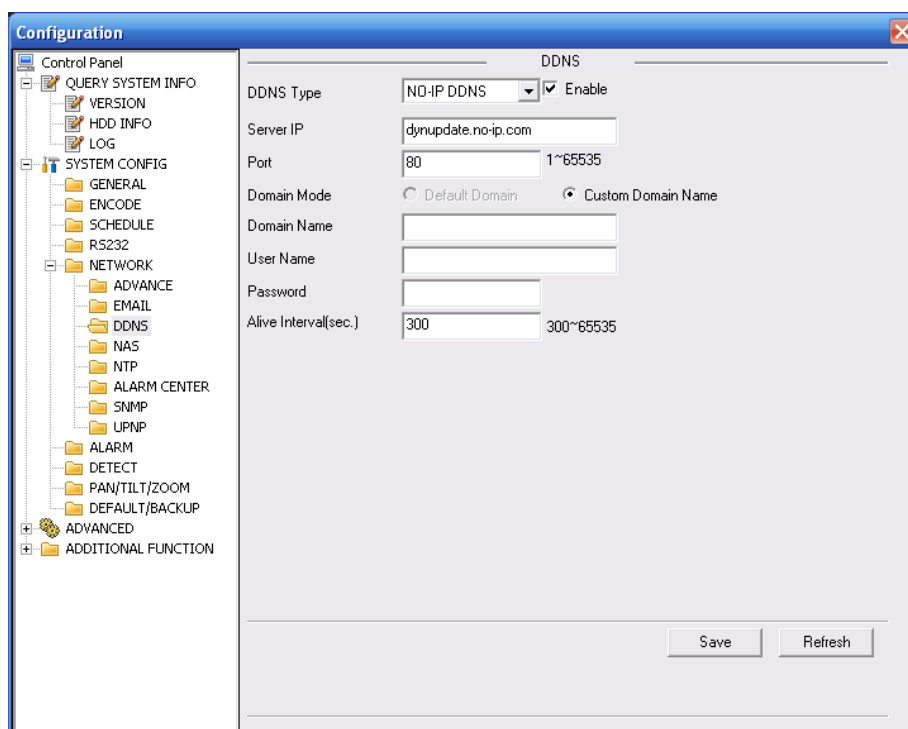 Configuration
Control Panel
QUERY SYSTEM INFO
VERSION
HDD INFO
LOG
SYSTEM CONFIG
GENERAL
ENCODE
SCHEDULE
RS232
NETWORK
ADVANCE
EMAIL
DDNS
NAS
NTP
ALARM CENTER
SNMP
UPNP
ALARM
DETECT
PAN/TILT/ZOOM
DEFAULT/BACKUP
ADVANCED
ADDITIONAL FUNCTION
DDNS
DDNS Type NO-IP DDNS Enable
Server IP dynupdate.no-ip.com
Port 80 1~65535
Domain Mode Default Domain Custom Domain Name
Domain Name
User Name
Password
Alive Interval(sec.) 300 300~65535
Save Refresh